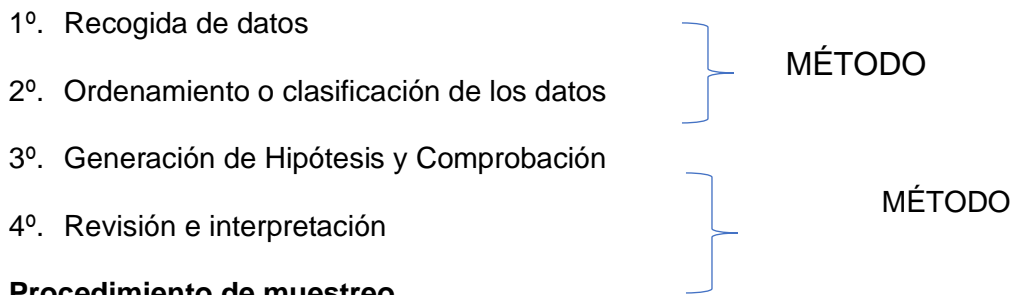 1º. Recogida de datos
MÉTODO
2º. Ordenamiento o clasificación de los datos
3º. Generación de Hipótesis y Comprobación
MÉTODO
4º. Revisión e interpretación
Procedimiento de muestreo